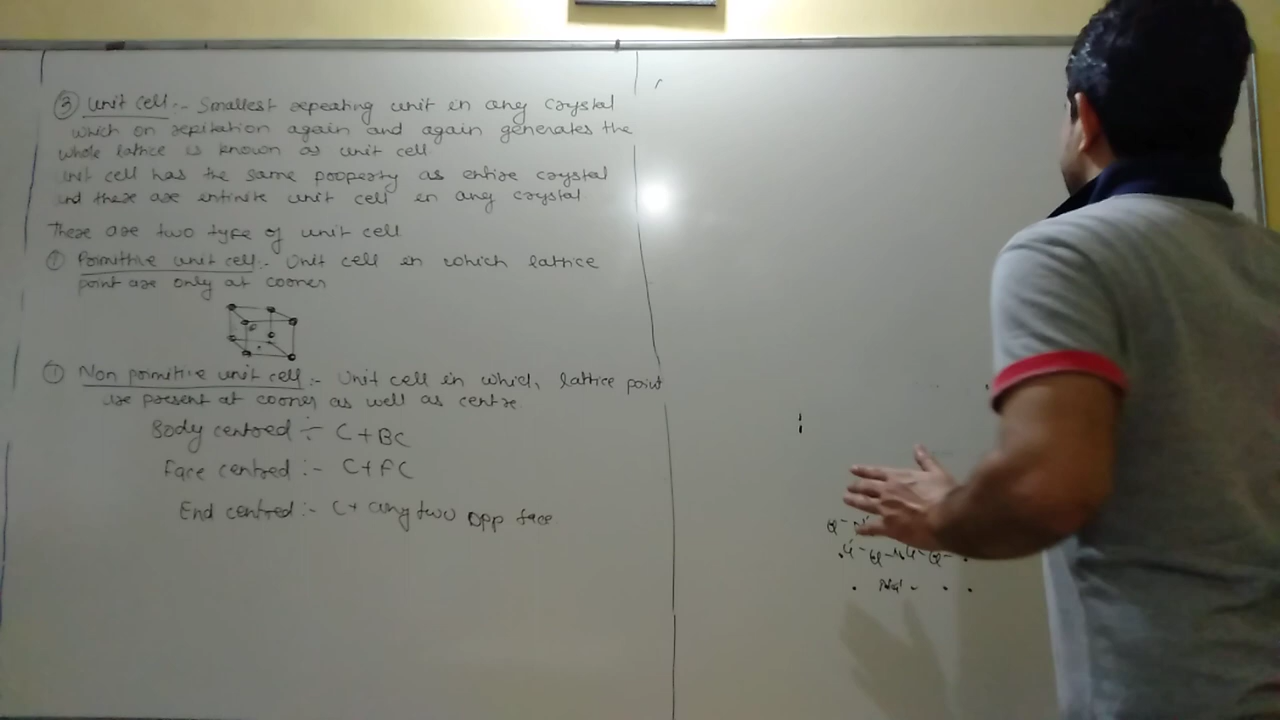 ③ Unit cell:- Smallest repeating unit in any crystal
which on repitation again and again generates the
whole lattice is known as unit cell.
unit cell has the same property as entire crystal
and there are infinite unit cell in any crystal
There are two type of unit cell
① Primitive unit cell:- Unit cell in which lattice
point are only at corner
① Non primitive unit cell:- Unit cell in which, lattice point
are present at corner as well as centre.
Body centred :- C + BC
Face centred :- C + FC
End centred :- C + any two opp face